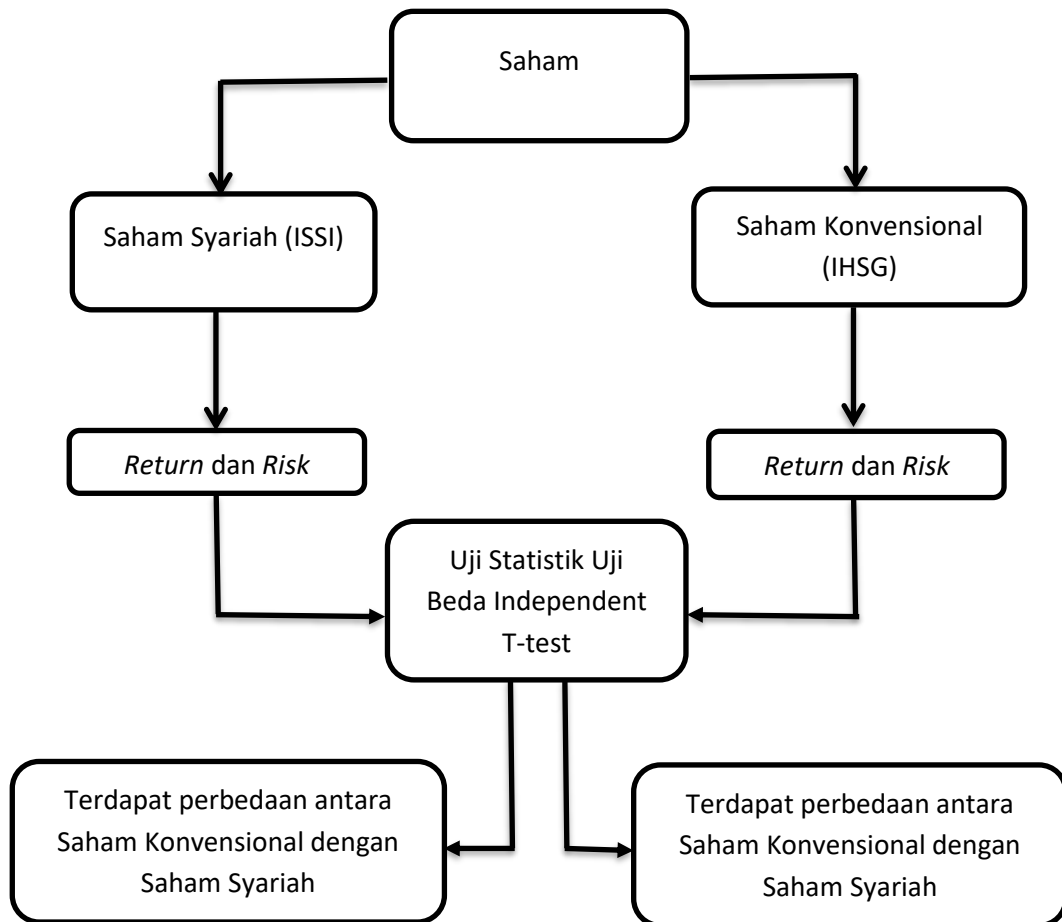 Saham
Saham Syariah (ISSI)
Saham Konvensional
(IHSG)
Return dan Risk
Return dan Risk
Uji Statistik Uji
Beda Independent
T-test
Terdapat perbedaan antara
Saham Konvensional dengan
Saham Syariah
Terdapat perbedaan antara
Saham Konvensional dengan
Saham Syariah